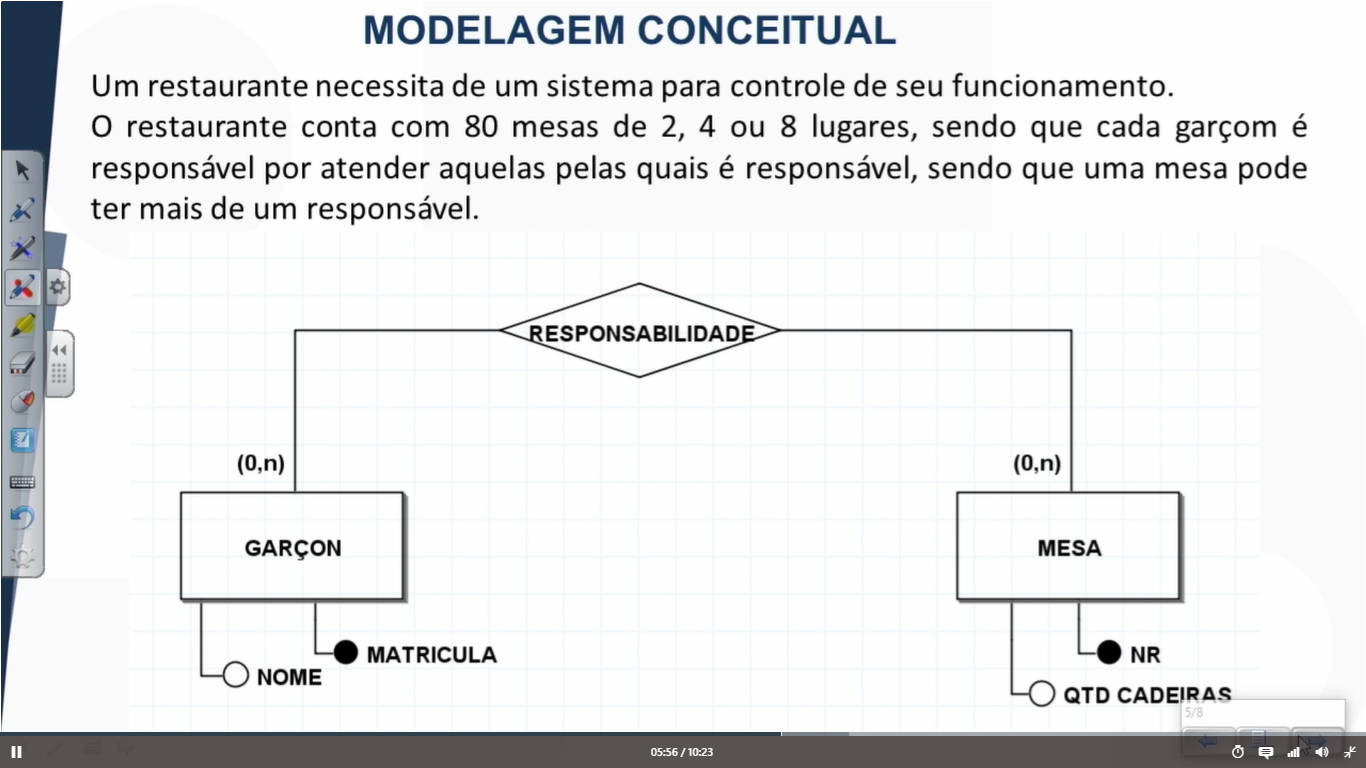 MODELAGEM CONCEITUAL
Um restaurante necessita de um sistema para controle de seu funcionamento.
O restaurante conta com 80 mesas de 2, 4 ou 8 lugares, sendo que cada garçom é
responsável por atender aquelas pelas quais é responsável, sendo que uma mesa pode
ter mais de um responsável.
RESPONSABILIDADE
(0,n) (0,n)
GARÇON MESA
MATRICULA NR
NOME QTD CADEIRAS
5/8
05:56 / 10:23